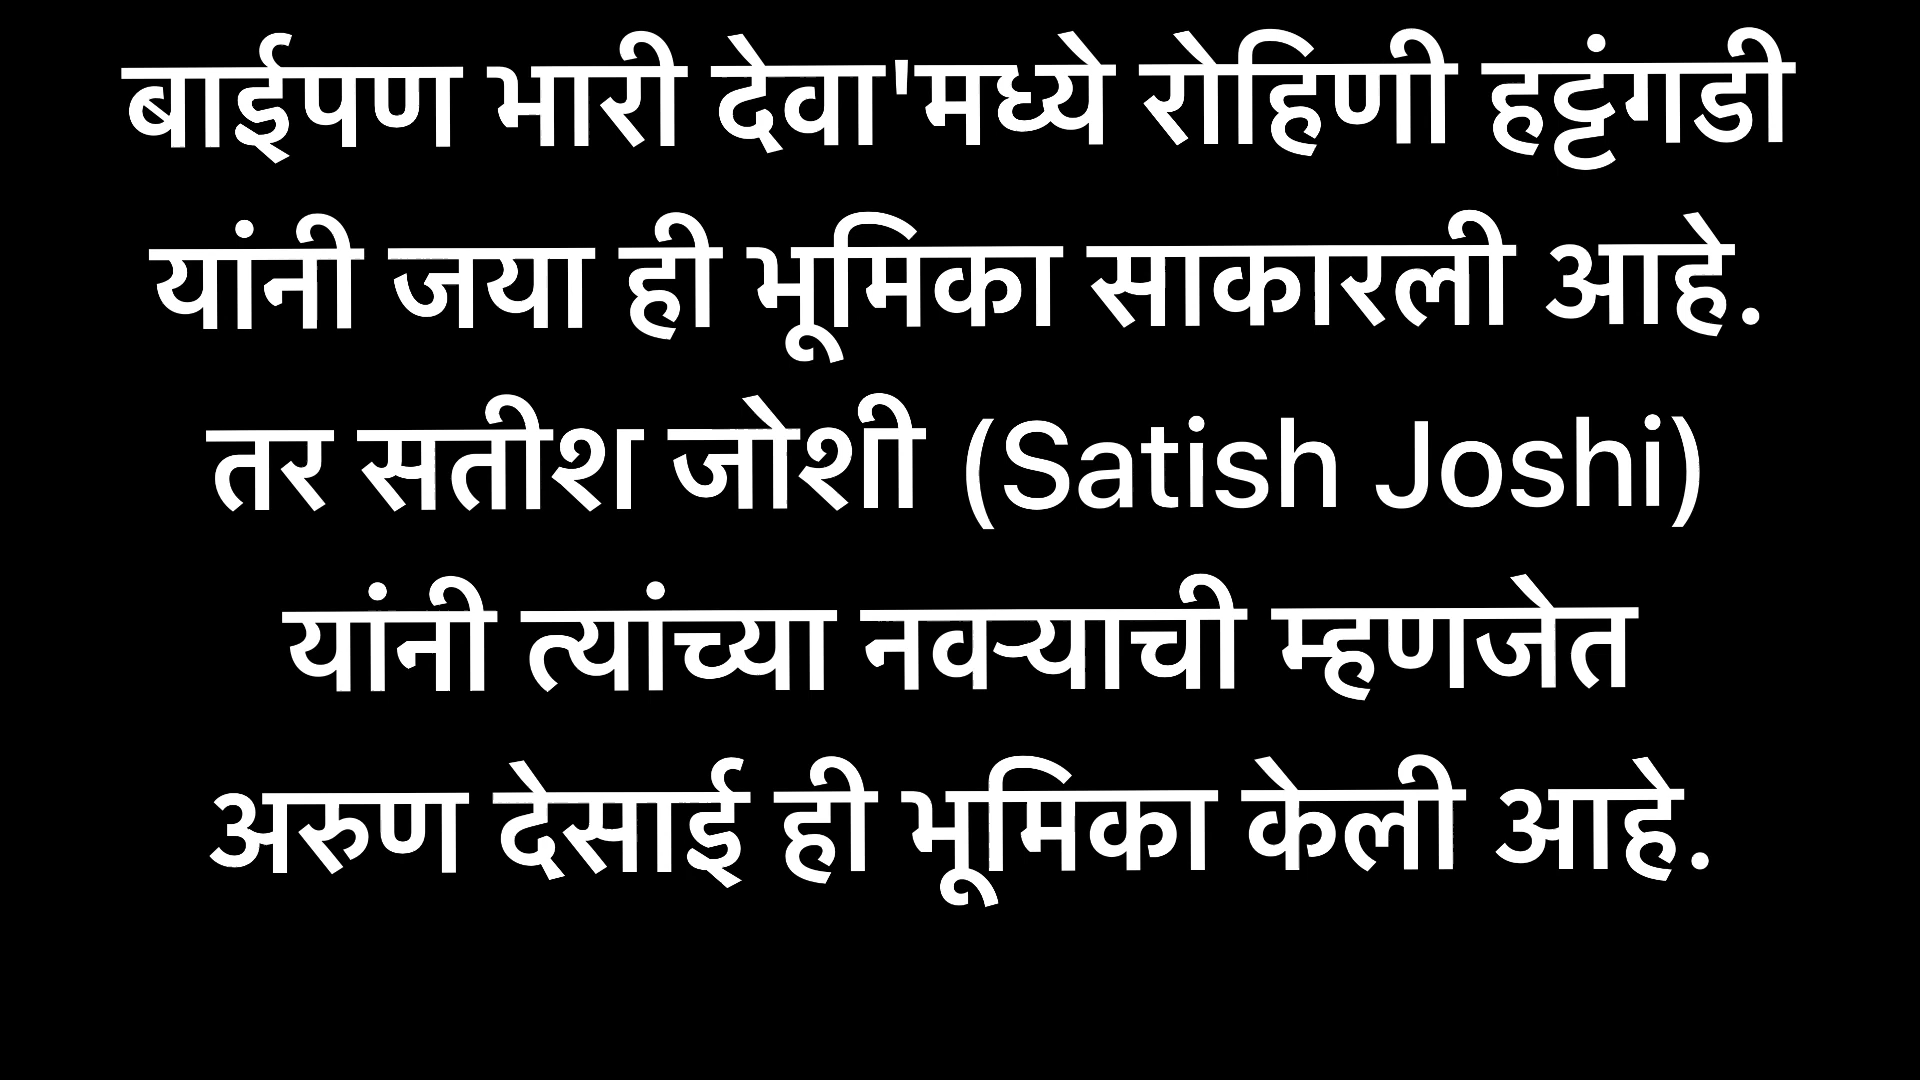 बाईपण भारी देवा'मध्ये रोहिणी हट्टंगडी
यांनी जया ही भूमिका साकारली आहे.
तर सतीश जोशी (Satish Joshi)
यांनी त्यांच्या नवऱ्याची म्हणजेत
अरुण देसाई ही भूमिका केली आहे.